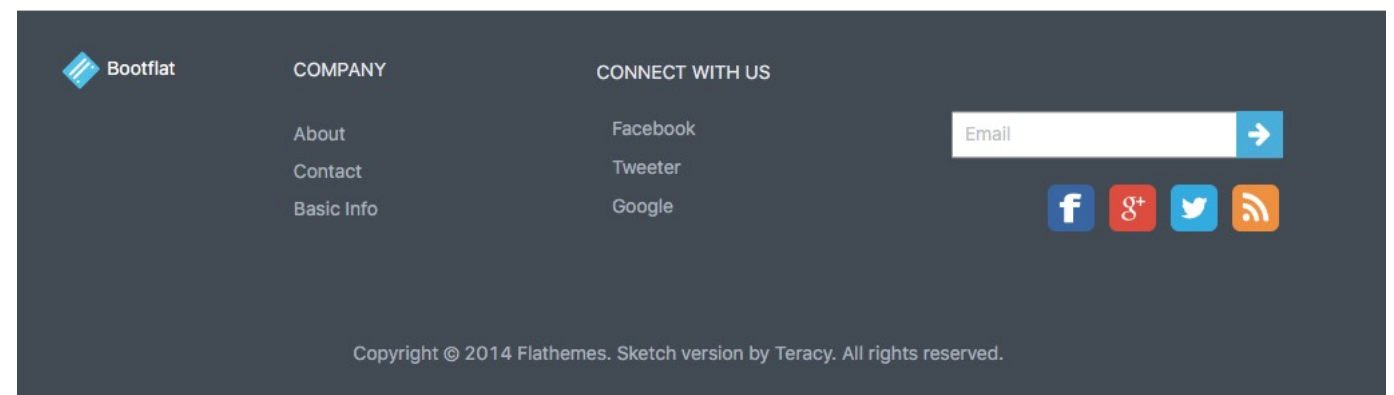 Bootflat
COMPANY
About
Contact
Basic Info
CONNECT WITH US
Facebook
Tweeter
Google
Email
f
g+
Copyright © 2014 Flathemes. Sketch version by Teracy. All rights reserved.